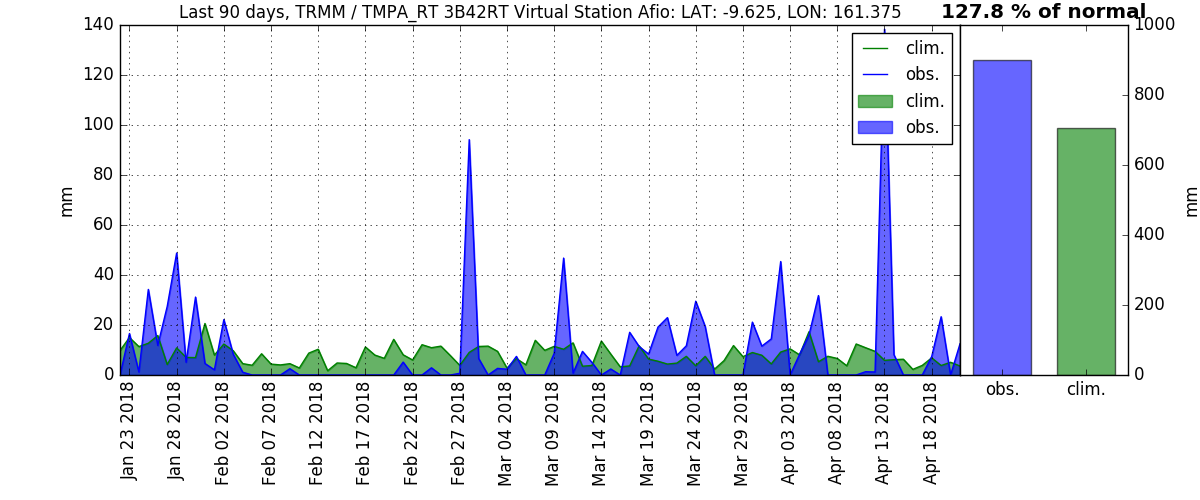 Last 90 days, TRMM / TMPA_RT 3B42RT Virtual Station Afio: LAT: -9.625, LON: 161.375
127.8 % of normal
mm
140
120
100
80
60
40
20
0
clim.
obs.
clim.
obs.
1000
800
600
400
200
0
mm
Jan 23 2018
Jan 28 2018
Feb 02 2018
Feb 07 2018
Feb 12 2018
Feb 17 2018
Feb 22 2018
Feb 27 2018
Mar 04 2018
Mar 09 2018
Mar 14 2018
Mar 19 2018
Mar 24 2018
Mar 29 2018
Apr 03 2018
Apr 08 2018
Apr 13 2018
Apr 18 2018
obs.
clim.